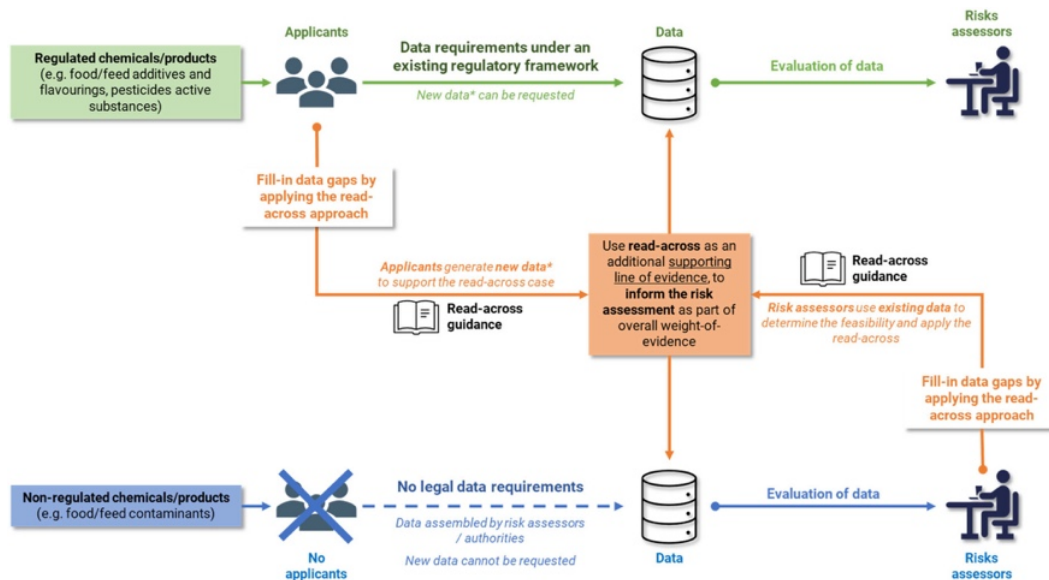 Applicants
Data requirements under an
existing regulatory framework
New data* can be requested
Data
Evaluation of data
Risks
assessors
Regulated chemicals/products
(e.g. food/feed additives and
flavourings, pesticides active
substances)
Fill-in data gaps by
applying the read-
across approach
Applicants generate new data*
to support the read-across case
Read-across
guidance
Use read-across as an
additional supporting
line of evidence, to
inform the risk
assessment as part of
overall weight-of-
evidence
Read-across
guidance
Risk assessors use existing data to
determine the feasibility and apply the
read-across
Fill-in data gaps by
applying the read-
across approach
Non-regulated chemicals/products
(e.g. food/feed contaminants)
No
applicants
No legal data requirements
Data assembled by risk assessors
/ authorities
New data cannot be requested
Data
Evaluation of data
Risks
assessors